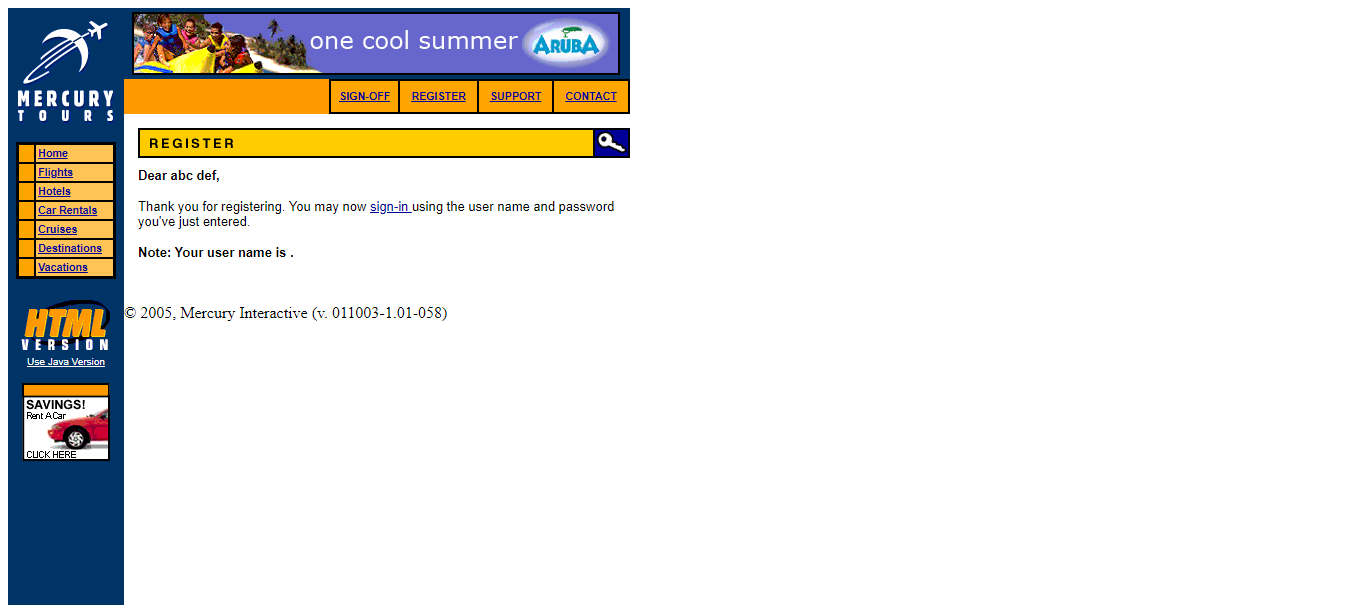 MERCURY
TOURS
one cool summer ARUBA
SIGN-OFF REGISTER SUPPORT CONTACT
Home
Flights
Hotels
Car Rentals
Cruises
Destinations
Vacations
HTML
VERSION
Use Java Version
SAVINGS!
Rent A Car
CLICK HERE
REGISTER
Dear abc def,
Thank you for registering. You may now sign-in using the user name and password
you've just entered.
Note: Your user name is .
© 2005, Mercury Interactive (v. 011003-1.01-058)